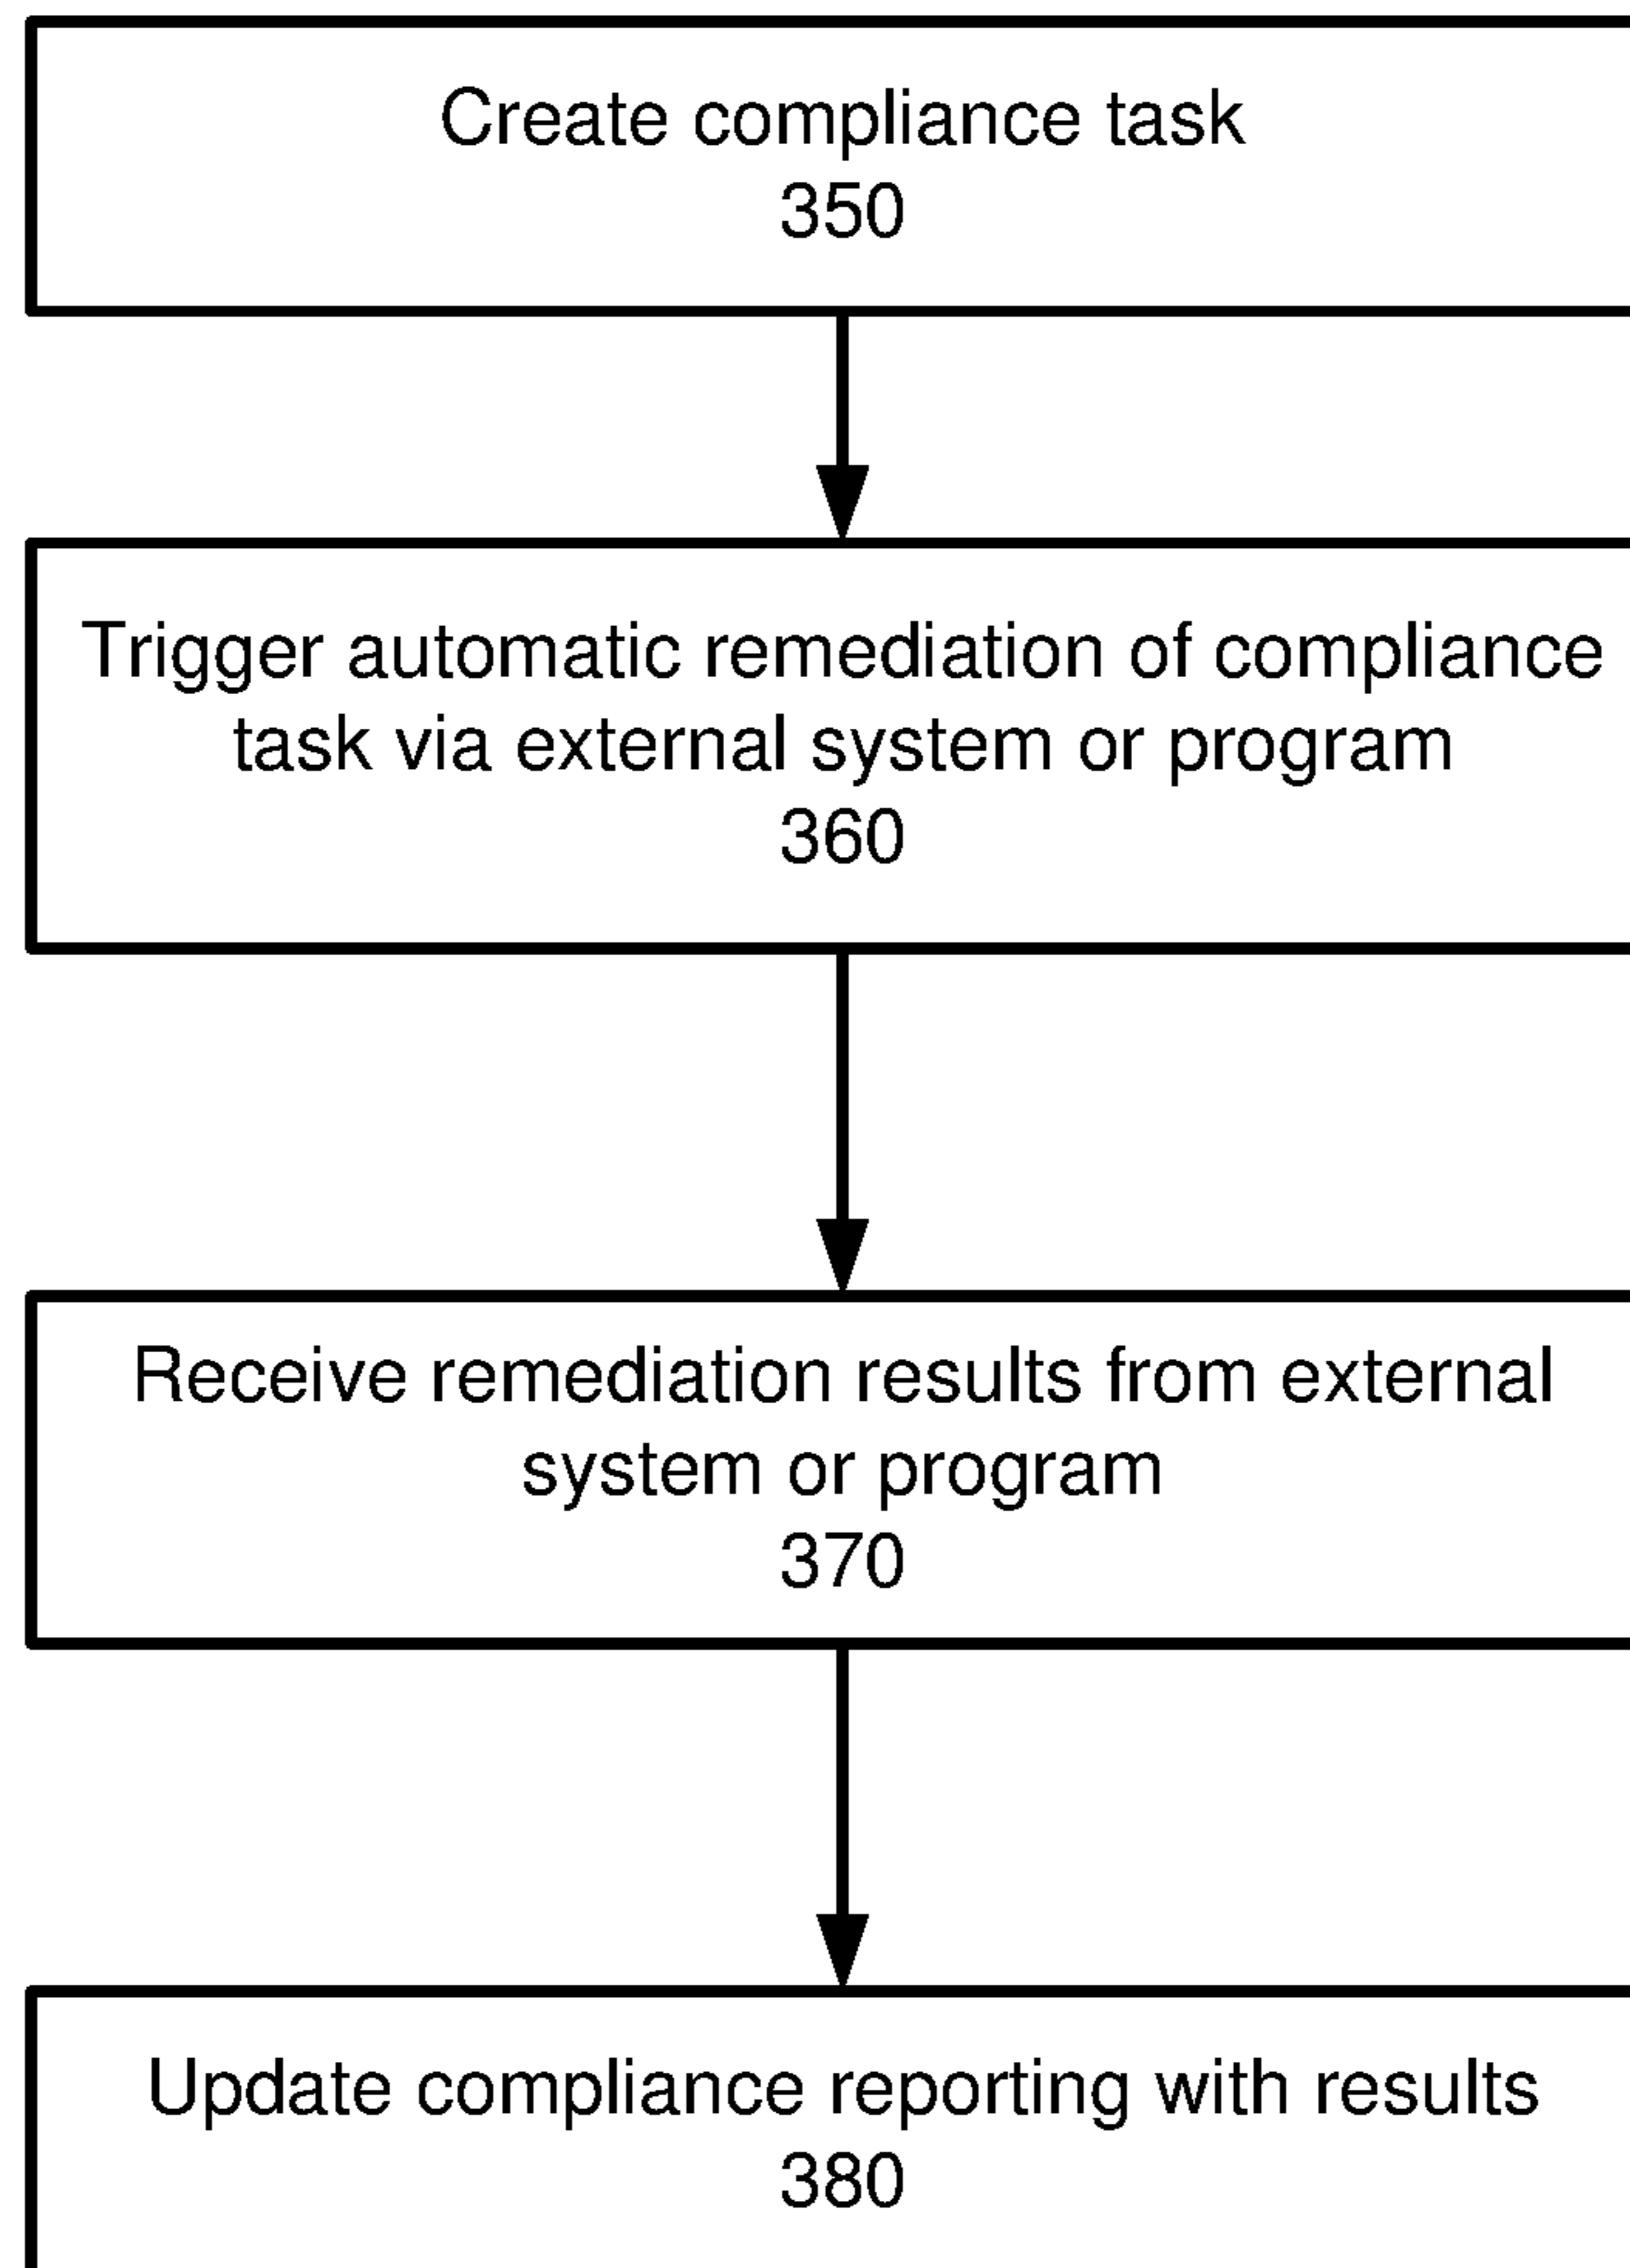 Create compliance task
350
Trigger automatic remediation of compliance
task via external system or program
360
Receive remediation results from external
system or program
370
Update compliance reporting with results
380